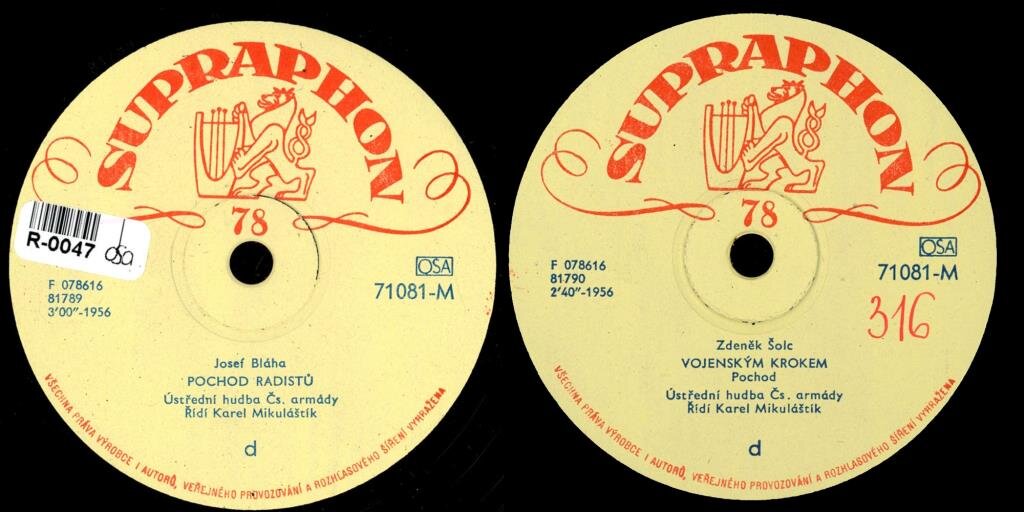 SUPRAPHON
78
R-0047 osa
OSA
71081-M
F 078616
81789
3'00"-1956
Josef Bláha
POCHOD RADISTŮ
Ústřední hudba Čs. armády
Řídí Karel Mikuláštík
d
VŠECHNA PRÁVA VÝROBCE I AUTORŮ, VEŘEJNÉHO PROVOZOVÁNÍ A ROZHLASOVÉHO ŠÍŘENÍ VYHRAŽENA
SUPRAPHON
78
OSA
71081-M
F 078616
81790
2'40"-1956
316
Zdeněk Šolc
VOJENSKÝM KROKEM
Pochod
Ústřední hudba Čs. armády
Řídí Karel Mikuláštík
d
VŠECHNA PRÁVA VÝROBCE I AUTORŮ, VEŘEJNÉHO PROVOZOVÁNÍ A ROZHLASOVÉHO ŠÍŘENÍ VYHRAŽENA